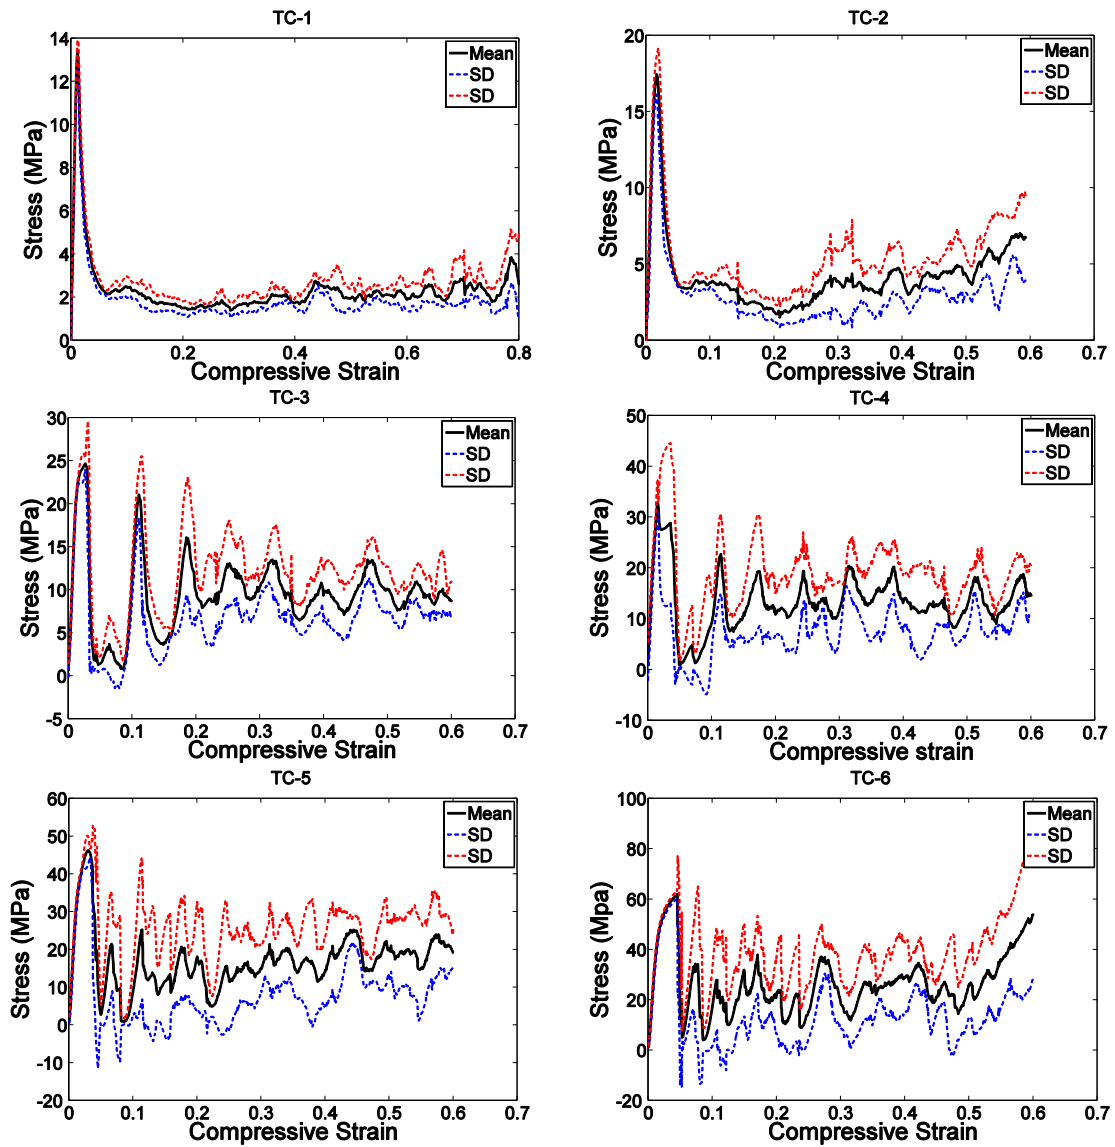 TC-1
14
12
10
8
6
4
2
0
Stress (MPa)
Mean
SD
SD
0
0.2
0.4
0.6
0.8
Compressive Strain
TC-2
20
15
10
5
0
Stress (MPa)
Mean
SD
SD
0
0.1
0.2
0.3
0.4
0.5
0.6
0.7
Compressive Strain
TC-3
30
25
20
15
10
5
0
-5
Stress (MPa)
Mean
SD
SD
0
0.1
0.2
0.3
0.4
0.5
0.6
0.7
Compressive Strain
TC-4
50
40
30
20
10
0
-10
Stress (MPa)
Mean
SD
SD
0
0.1
0.2
0.3
0.4
0.5
0.6
0.7
Compressive strain
TC-5
60
50
40
30
20
10
0
-10
-20
Stress (MPa)
Mean
SD
SD
0
0.1
0.2
0.3
0.4
0.5
0.6
0.7
Compressive Strain
TC-6
100
80
60
40
20
0
-20
Stress (Mpa)
Mean
SD
SD
0
0.1
0.2
0.3
0.4
0.5
0.6
0.7
Compressive Strain